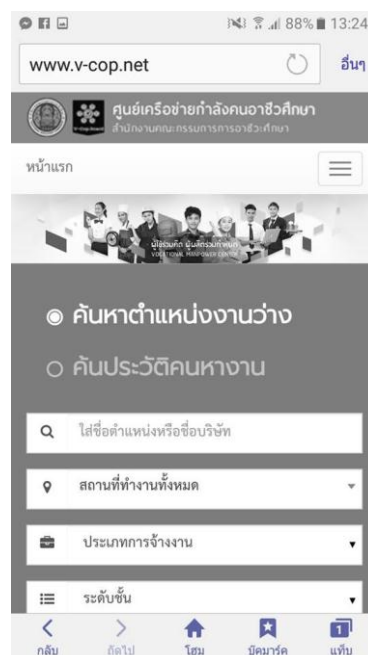 88% 13:24
www.v-cop.net
อื่นๆ
ศูนย์เครือข่ายกำลังคนอาชีวศึกษา
สำนักงานคณะกรรมการการอาชีวะศึกษา
หน้าแรก
VOCATIONAL MANPOWER CENTER
ค้นหาตำแหน่งงานว่าง
ค้นประวัติคนหางาน
ใส่ชื่อตำแหน่งหรือชื่อบริษัท
สถานที่ทำงานทั้งหมด
ประเภทการจ้างงาน
ระดับชั้น
1
กลับ ถัดไป โฮม บุ๊คมาร์ค แท็บ